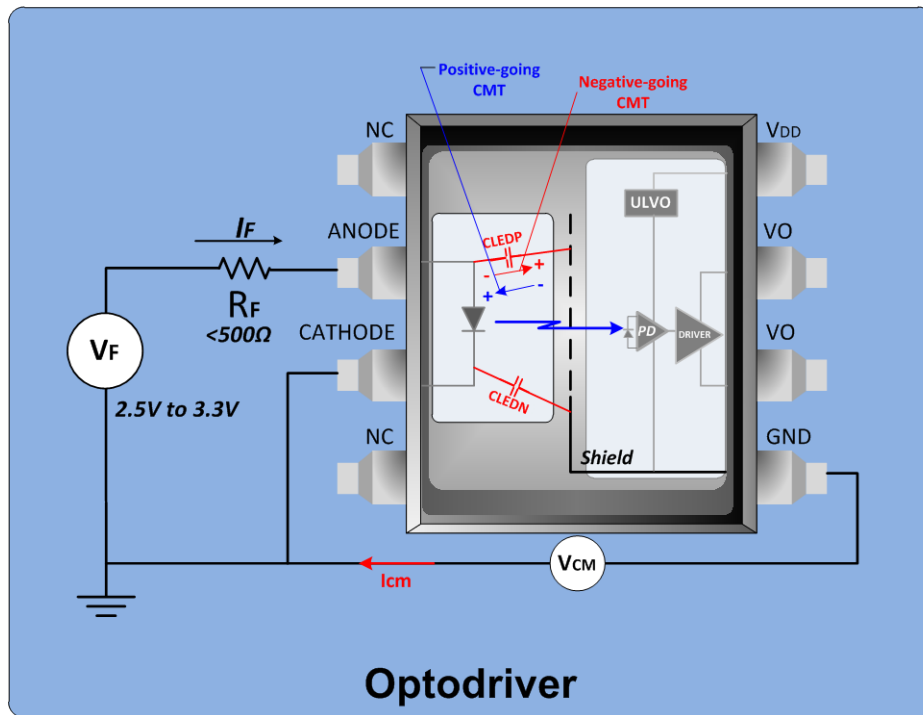 Positive-going
CMT
Negative-going
CMT
NC
VDD
ULVO
IF
ANODE
VO
CLEDP
- +
+ -
RF
<500Ω
CATHODE
PD
DRIVER
VO
VF
2.5V to 3.3V
CLEDN
NC
Shield
GND
VCM
Icm
Optodriver